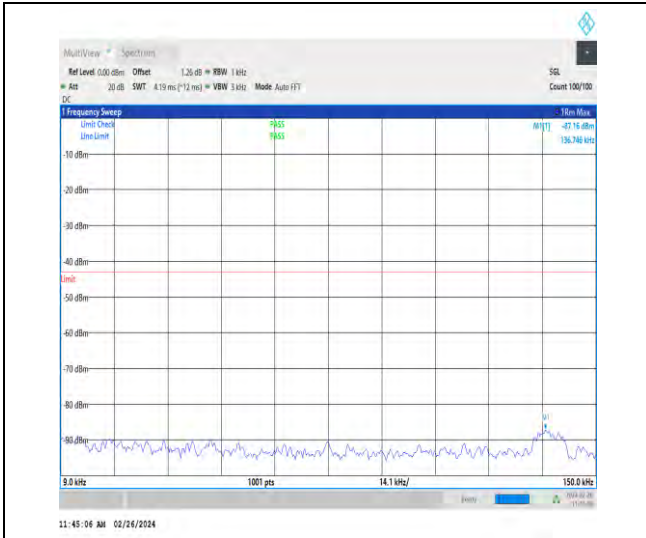 MultiView Spectrum
Ref Level 0.00 dBm Offset 1.26 dB RBW 1 kHz SGL
Att 20 dB SWT 4.19 ms (~12 ms) VBW 3 kHz Mode Auto FFT Count 100/100
DC
1 Frequency Sweep 1Rm Max
Limit Check PASS M1[1] -87.16 dBm
Line Limit PASS 136.746 kHz
-10 dBm
-20 dBm
-30 dBm
-40 dBm
Limit
-50 dBm
-60 dBm
-70 dBm
-80 dBm
M1
-90 dBm
9.0 kHz 1001 pts 14.1 kHz/ 150.0 kHz
11:45:06 AM 02/26/2024